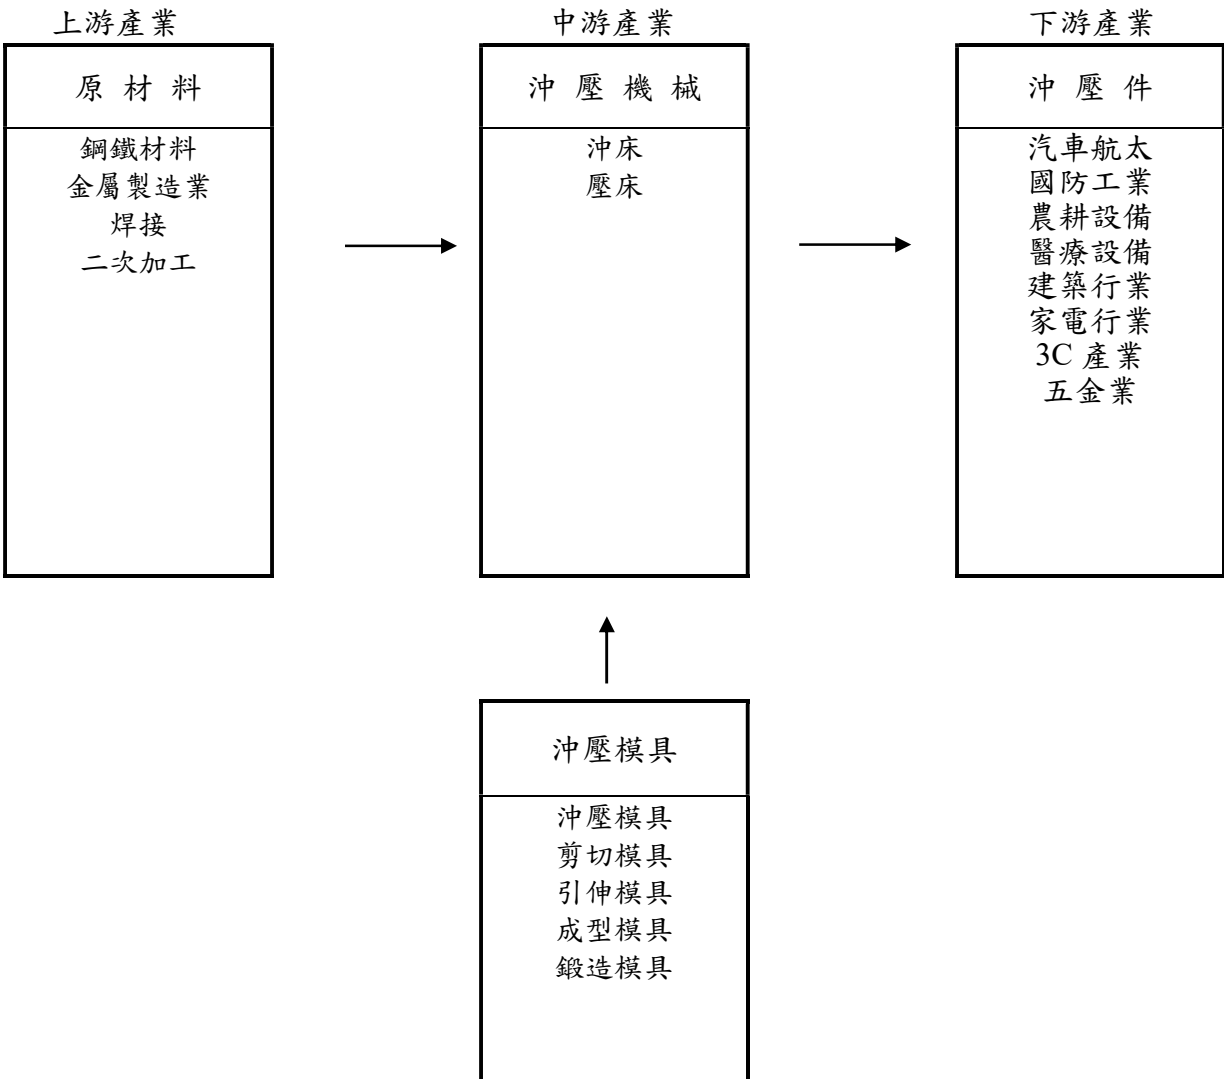 上游產業
中游產業
下游產業
原材料
鋼鐵材料
金屬製造業
焊接
二次加工
沖壓機械
沖床
壓床
沖壓件
汽車航太
國防工業
農耕設備
醫療設備
建築行業
家電行業
3C 產業
五金業
沖壓模具
沖壓模具
剪切模具
引伸模具
成型模具
鍛造模具